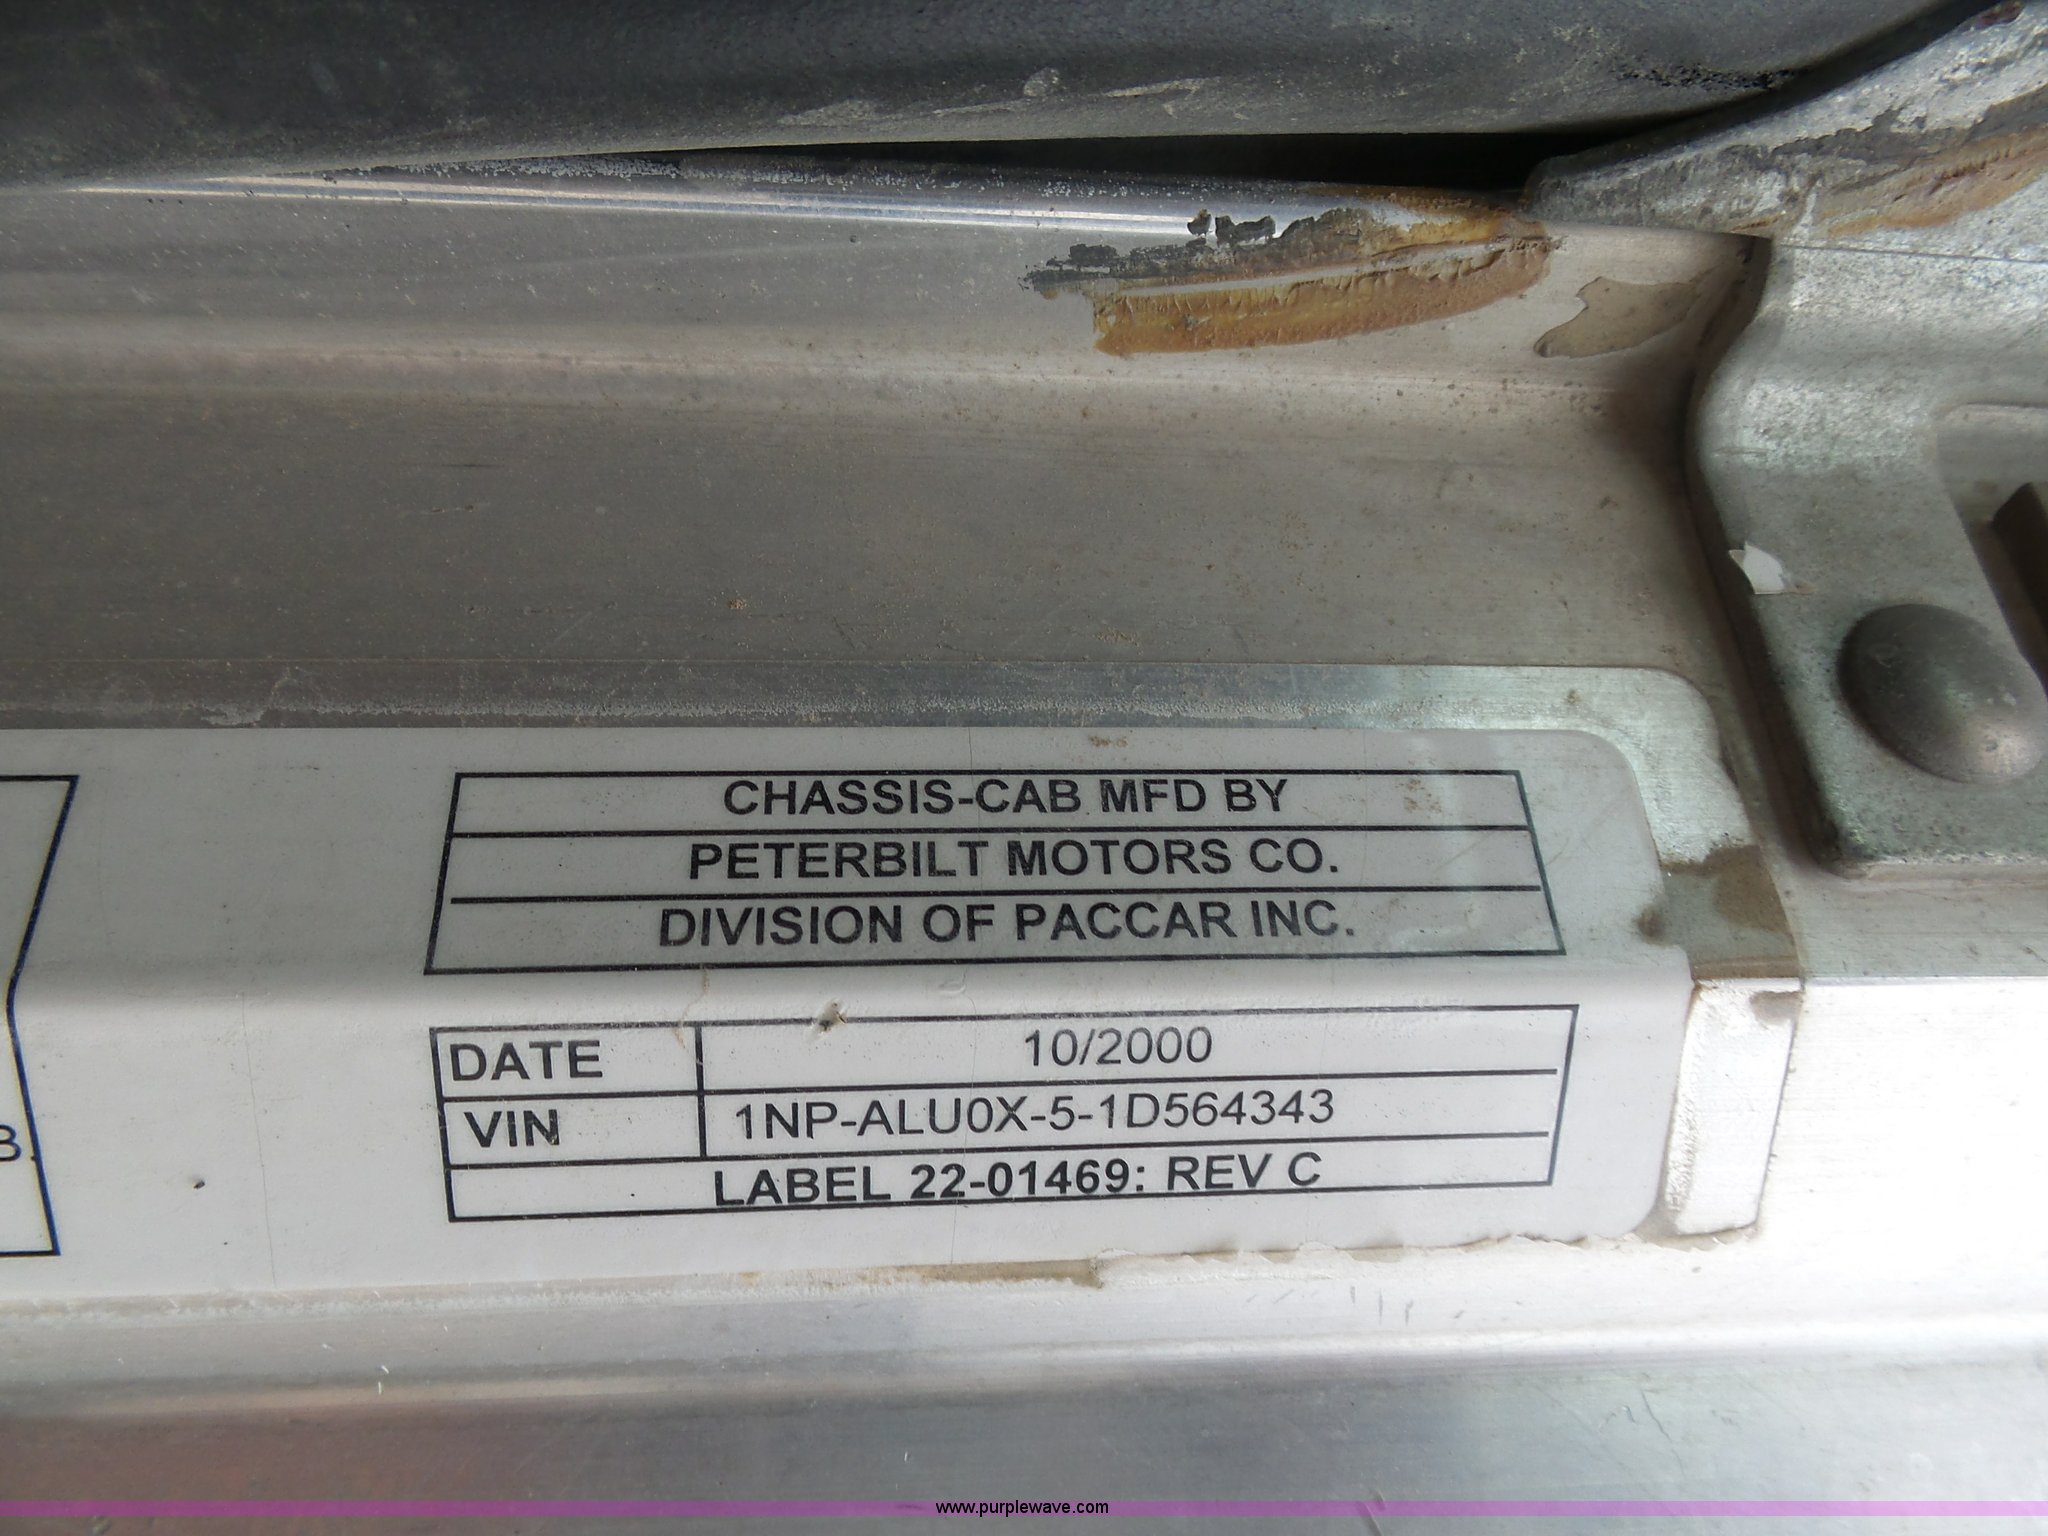 CHASSIS-CAB MFD BY
PETERBILT MOTORS CO.
DIVISION OF PACCAR INC.
DATE 10/2000
VIN 1NP-ALU0X-5-1D564343
LABEL 22-01469: REV C
www.purplewave.com